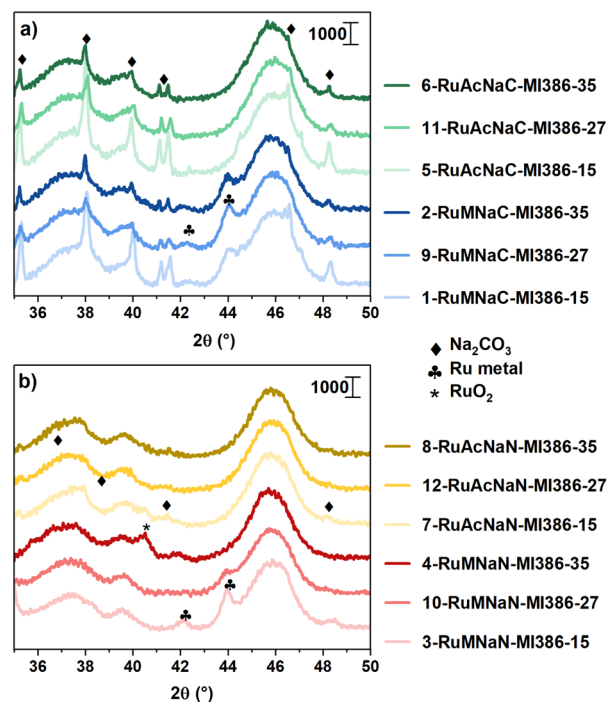 a)
1000
36 38 40 42 44 46 48 50
2θ (°)
6-RuAcNaC-MI386-35
11-RuAcNaC-MI386-27
5-RuAcNaC-MI386-15
2-RuMNaC-MI386-35
9-RuMNaC-MI386-27
1-RuMNaC-MI386-15
♦ Na₂CO₃
♣ Ru metal
* RuO₂
b)
1000
36 38 40 42 44 46 48 50
2θ (°)
8-RuAcNaN-MI386-35
12-RuAcNaN-MI386-27
7-RuAcNaN-MI386-15
4-RuMNaN-MI386-35
10-RuMNaN-MI386-27
3-RuMNaN-MI386-15